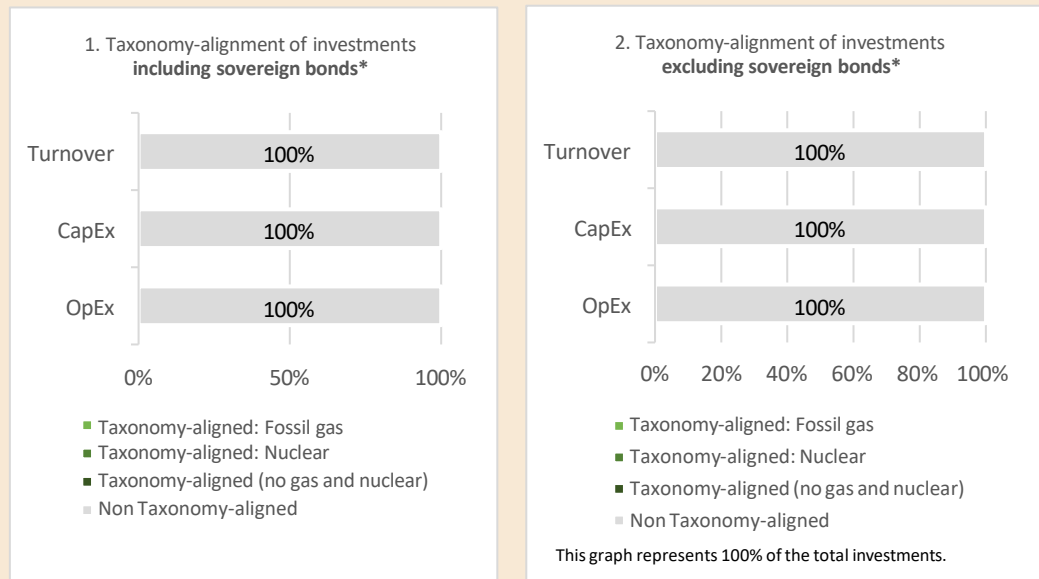 1. Taxonomy-alignment of investments
including sovereign bonds*
Turnover
100%
CapEx
100%
OpEx
100%
0% 50% 100%
Taxonomy-aligned: Fossil gas
Taxonomy-aligned: Nuclear
Taxonomy-aligned (no gas and nuclear)
Non Taxonomy-aligned
2. Taxonomy-alignment of investments
excluding sovereign bonds*
Turnover
100%
CapEx
100%
OpEx
100%
0% 20% 40% 60% 80% 100%
Taxonomy-aligned: Fossil gas
Taxonomy-aligned: Nuclear
Taxonomy-aligned (no gas and nuclear)
Non Taxonomy-aligned
This graph represents 100% of the total investments.